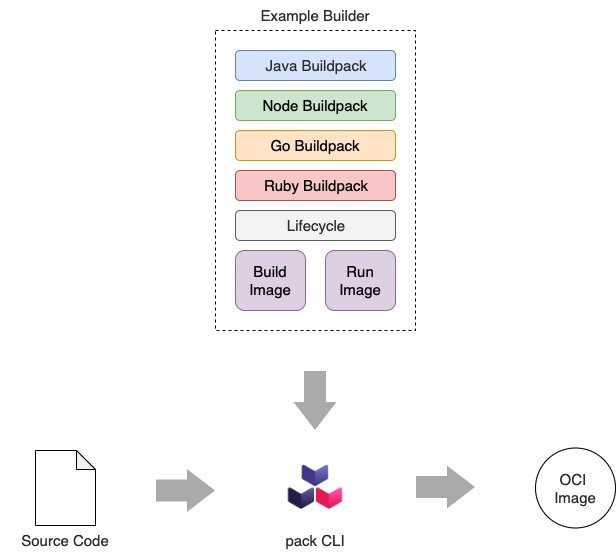 Example Builder
Java Buildpack
Node Buildpack
Go Buildpack
Ruby Buildpack
Lifecycle
Build
Image
Run
Image
Source Code
pack CLI
OCI
Image